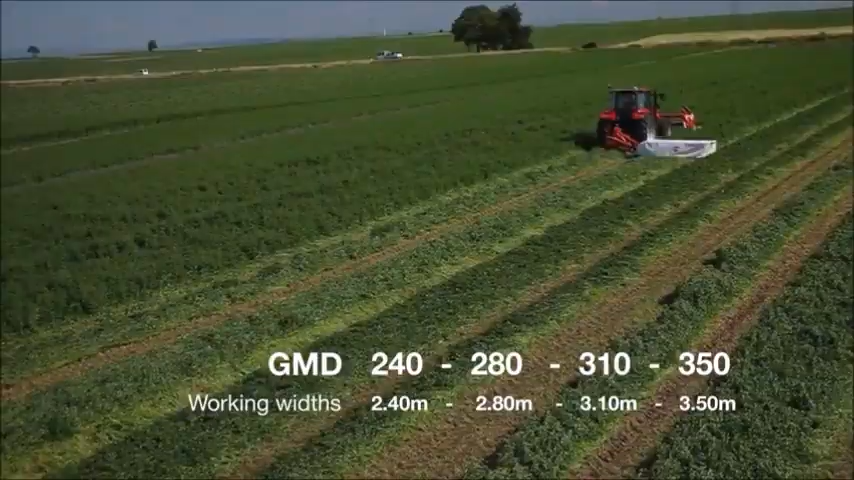 GMD 240 - 280 - 310 - 350
Working widths 2.40m - 2.80m - 3.10m - 3.50m